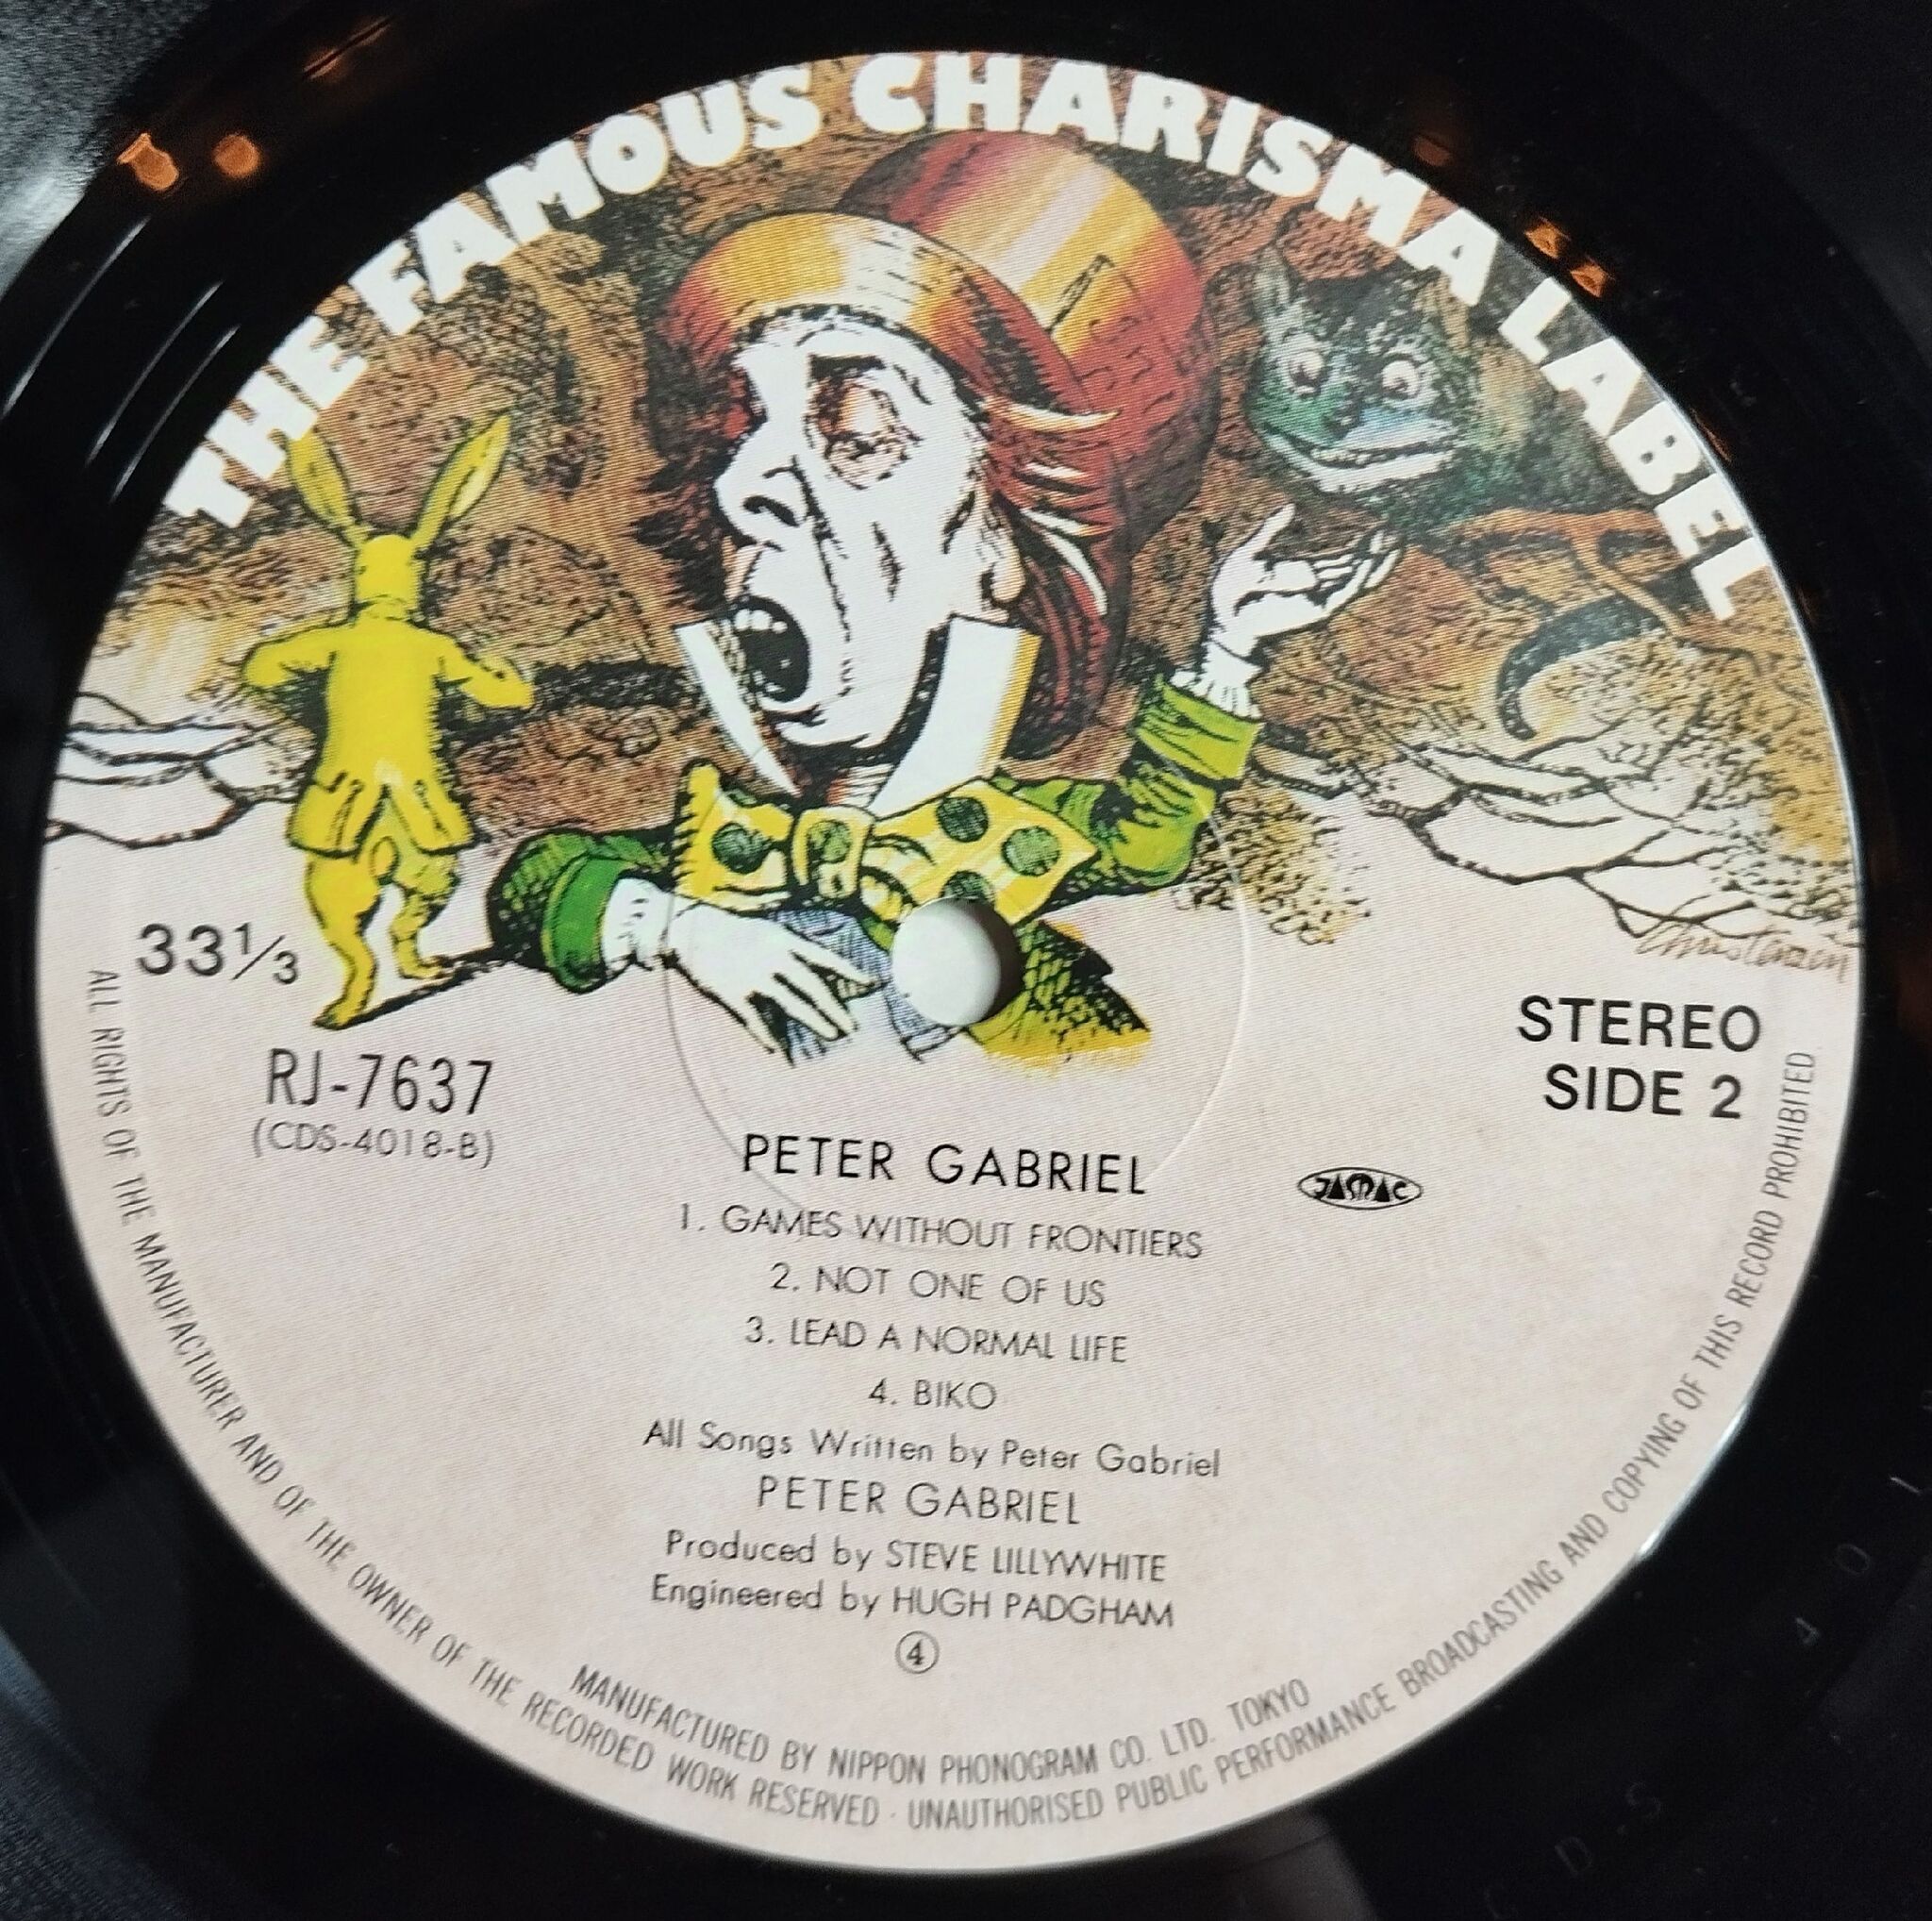 THE FAMOUS CHARISMA LABEL
Christensen
33⅓
STEREO
SIDE 2
RJ-7637
(CDS-4018-B)
PETER GABRIEL
JASRAC
1. GAMES WITHOUT FRONTIERS
2. NOT ONE OF US
3. LEAD A NORMAL LIFE
4. BIKO
All Songs Written by Peter Gabriel
PETER GABRIEL
Produced by STEVE LILLYWHITE
Engineered by HUGH PADGHAM
④
MANUFACTURED BY NIPPON PHONOGRAM CO. LTD. TOKYO
ALL RIGHTS OF THE MANUFACTURER AND OF THE OWNER OF THE RECORDED WORK RESERVED · UNAUTHORISED PUBLIC PERFORMANCE BROADCASTING AND COPYING OF THIS RECORD PROHIBITED